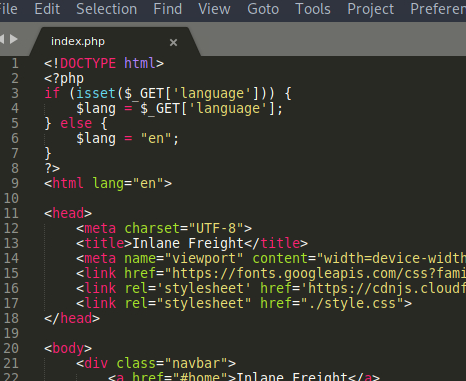 File Edit Selection Find View Goto Tools Project Preferen
index.php ×
1 <!DOCTYPE html>
2 <?php
3 if (isset($_GET['language'])) {
4 $lang = $_GET['language'];
5 } else {
6 $lang = "en";
7 }
8 ?>
9 <html lang="en">
10
11 <head>
12 <meta charset="UTF-8">
13 <title>Inlane Freight</title>
14 <meta name="viewport" content="width=device-width
15 <link href="https://fonts.googleapis.com/css?fami
16 <link rel='stylesheet' href='https://cdnjs.cloudf
17 <link rel="stylesheet" href="./style.css">
18 </head>
19
20 <body>
21 <div class="navbar">
22 <a href="#home">Inlane Freight</a>